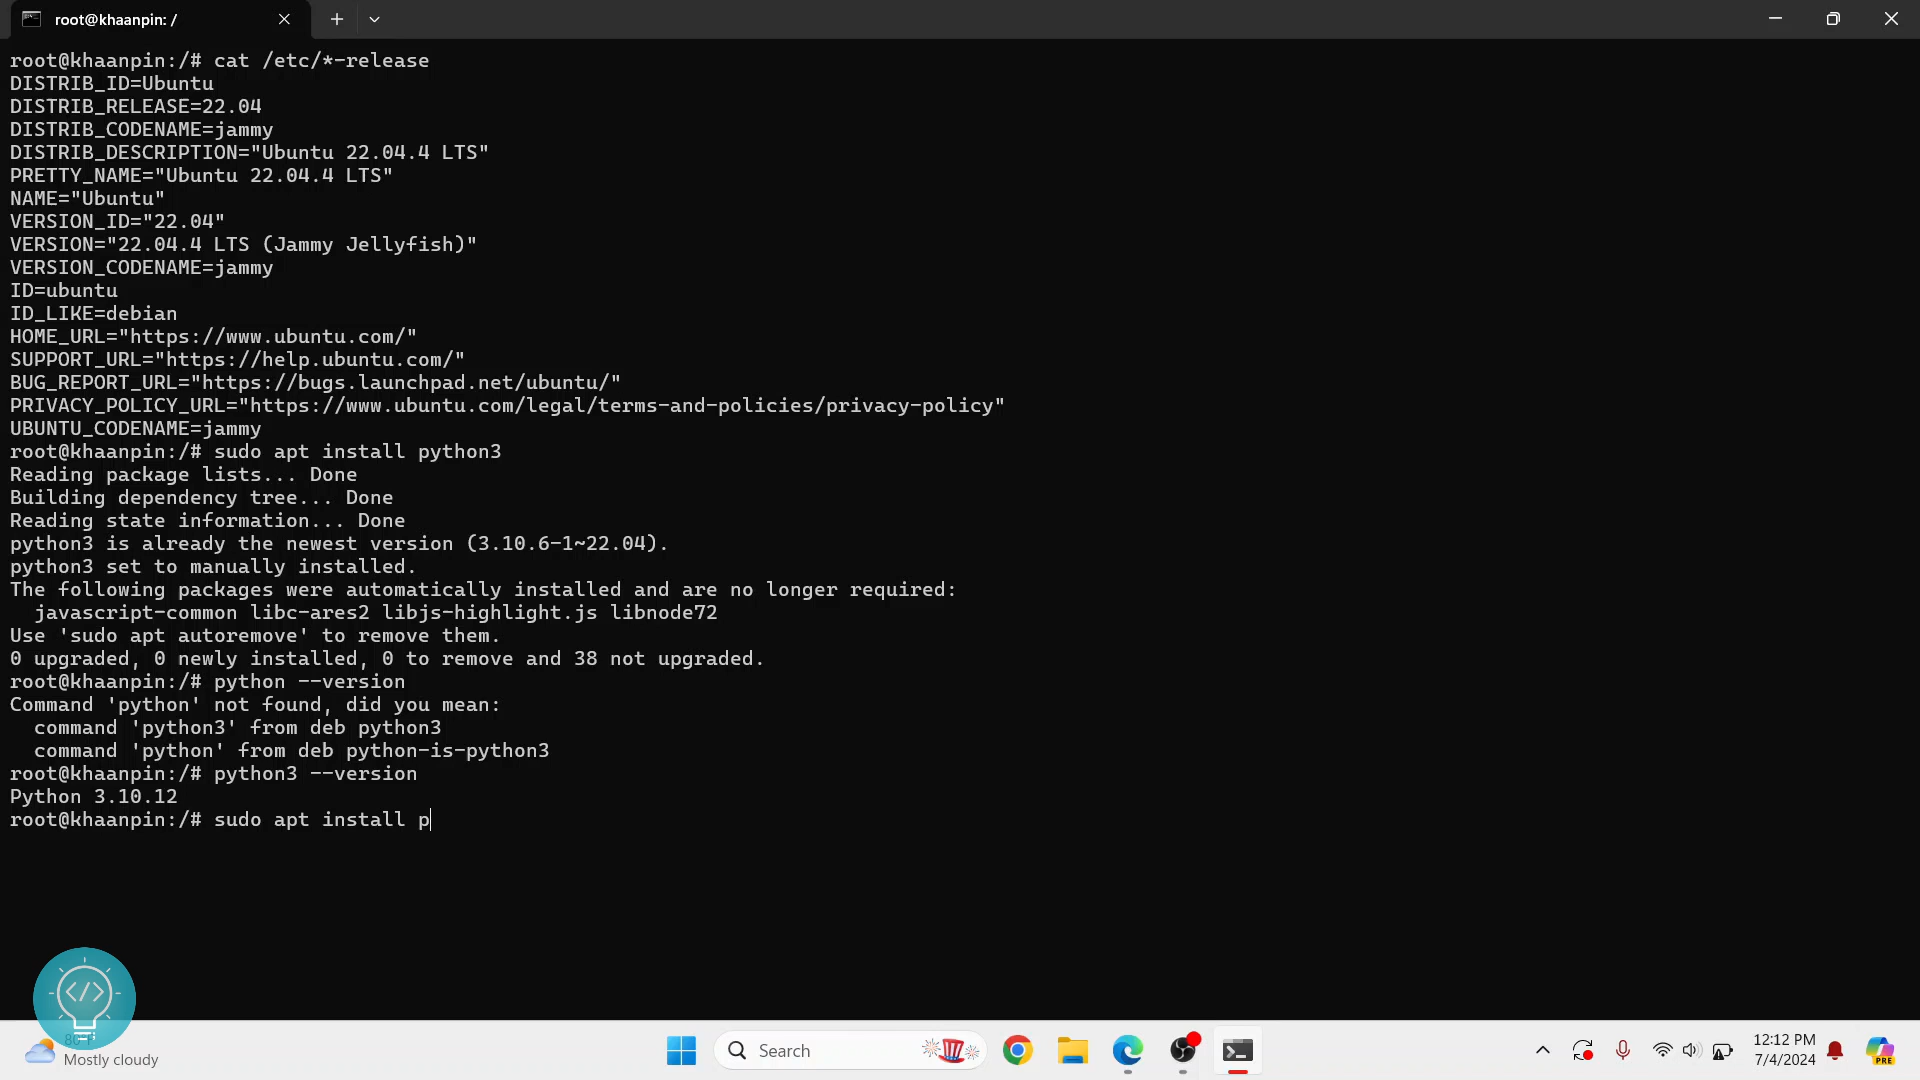 root@khaanpin: /
root@khaanpin:/# cat /etc/*-release
DISTRIB_ID=Ubuntu
DISTRIB_RELEASE=22.04
DISTRIB_CODENAME=jammy
DISTRIB_DESCRIPTION="Ubuntu 22.04.4 LTS"
PRETTY_NAME="Ubuntu 22.04.4 LTS"
NAME="Ubuntu"
VERSION_ID="22.04"
VERSION="22.04.4 LTS (Jammy Jellyfish)"
VERSION_CODENAME=jammy
ID=ubuntu
ID_LIKE=debian
HOME_URL="https://www.ubuntu.com/"
SUPPORT_URL="https://help.ubuntu.com/"
BUG_REPORT_URL="https://bugs.launchpad.net/ubuntu/"
PRIVACY_POLICY_URL="https://www.ubuntu.com/legal/terms-and-policies/privacy-policy"
UBUNTU_CODENAME=jammy
root@khaanpin:/# sudo apt install python3
Reading package lists... Done
Building dependency tree... Done
Reading state information... Done
python3 is already the newest version (3.10.6-1~22.04).
python3 set to manually installed.
The following packages were automatically installed and are no longer required:
  javascript-common libc-ares2 libjs-highlight.js libnode72
Use 'sudo apt autoremove' to remove them.
0 upgraded, 0 newly installed, 0 to remove and 38 not upgraded.
root@khaanpin:/# python --version
Command 'python' not found, did you mean:
  command 'python3' from deb python3
  command 'python' from deb python-is-python3
root@khaanpin:/# python3 --version
Python 3.10.12
root@khaanpin:/# sudo apt install p
</>
Mostly cloudy
Search
12:12 PM
7/4/2024
PRE